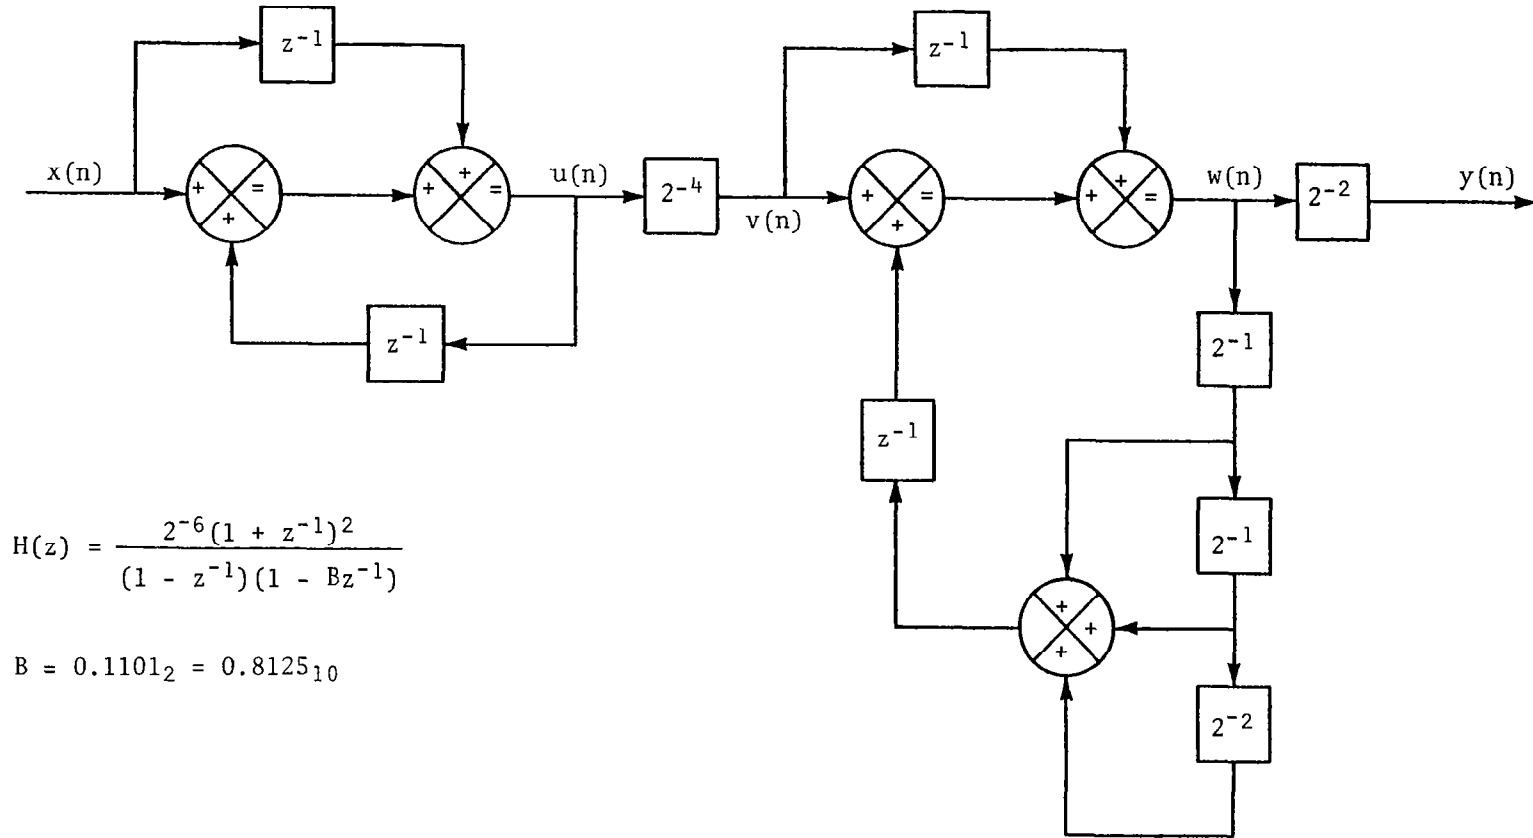 z⁻¹
z⁻¹
x(n)
+ + =
+ + =
u(n)
2⁻⁴
v(n)
+ + =
+ + =
w(n)
2⁻²
y(n)
z⁻¹
2⁻¹
z⁻¹
2⁻¹
+ + +
2⁻²
H(z) = 2⁻⁶(1 + z⁻¹)² / (1 - z⁻¹)(1 - Bz⁻¹)
B = 0.1101₂ = 0.8125₁₀